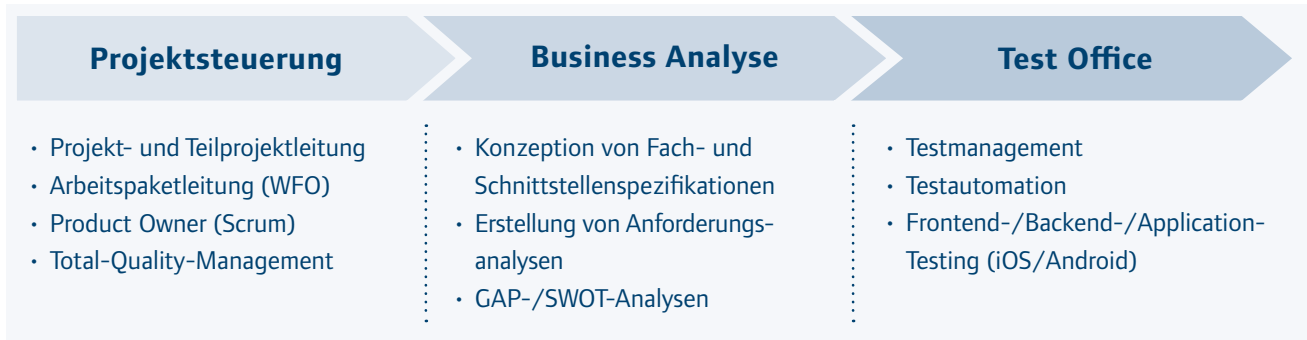 Projektsteuerung
· Projekt- und Teilprojektleitung
· Arbeitspaketleitung (WFO)
· Product Owner (Scrum)
· Total-Quality-Management
Business Analyse
· Konzeption von Fach- und
Schnittstellenspezifikationen
· Erstellung von Anforderungs-
analysen
· GAP-/SWOT-Analysen
Test Office
· Testmanagement
· Testautomation
· Frontend-/Backend-/Application-
Testing (iOS/Android)